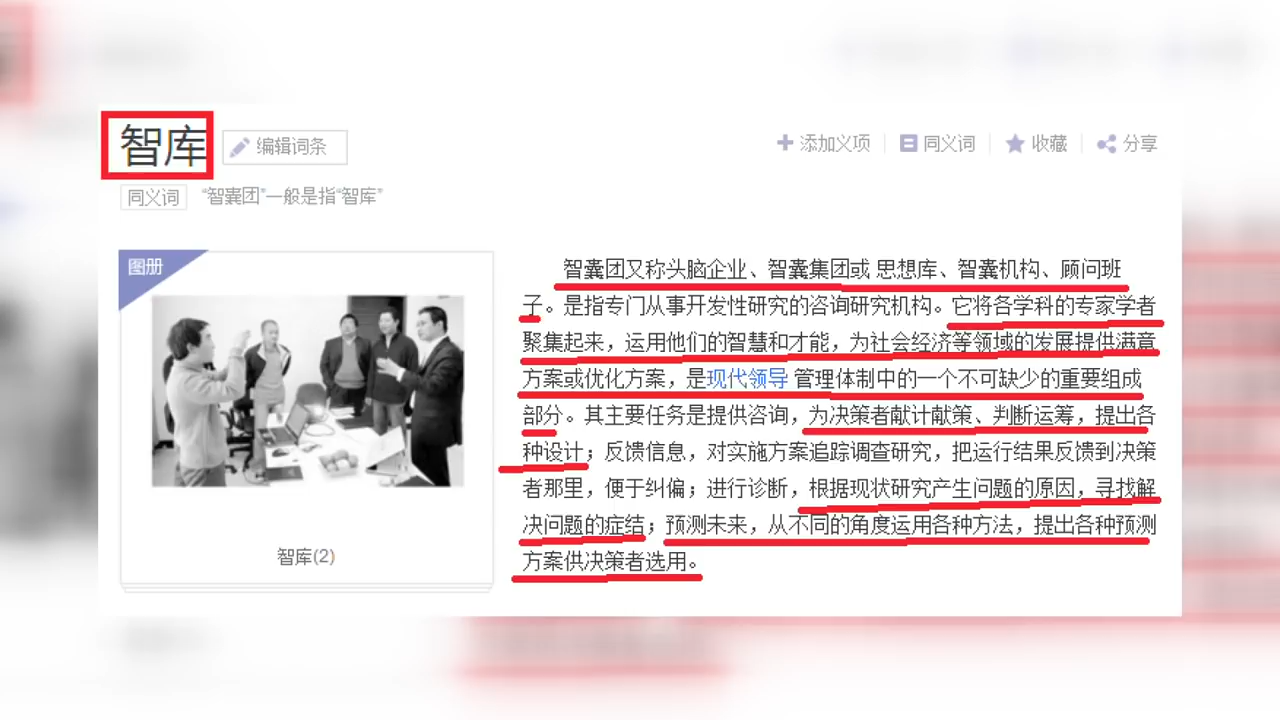 智库
编辑词条
添加义项
同义词
收藏
分享
同义词 “智囊团”一般是指“智库”
图册
智库(2)
智囊团又称头脑企业、智囊集团或 思想库、智囊机构、顾问班
子。是指专门从事开发性研究的咨询研究机构。它将各学科的专家学者
聚集起来，运用他们的智慧和才能，为社会经济等领域的发展提供满意
方案或优化方案，是现代领导 管理体制中的一个不可缺少的重要组成
部分。其主要任务是提供咨询，为决策者献计献策、判断运筹，提出各
种设计；反馈信息，对实施方案追踪调查研究，把运行结果反馈到决策
者那里，便于纠偏；进行诊断，根据现状研究产生问题的原因，寻找解
决问题的症结；预测未来，从不同的角度运用各种方法，提出各种预测
方案供决策者选用。